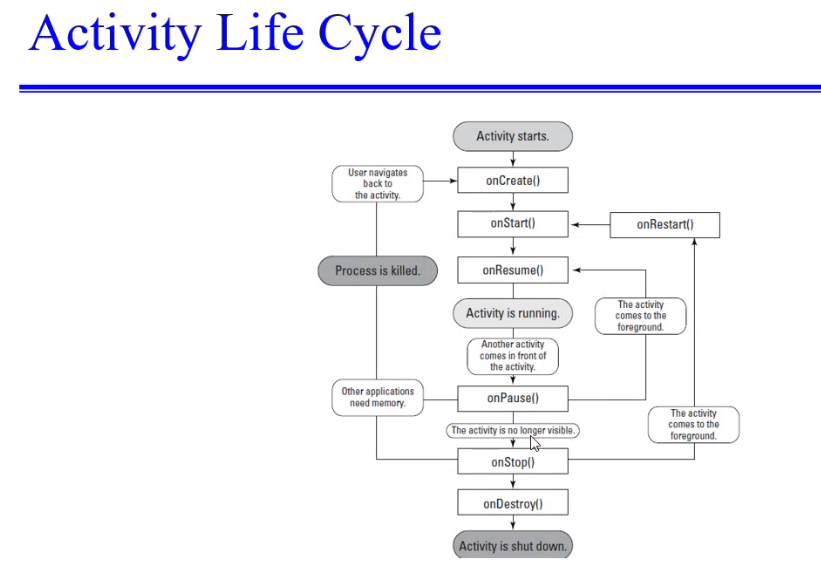 Activity Life Cycle
Activity starts.
User navigates
back to
the activity.
onCreate()
onStart()
onRestart()
Process is killed.
onResume()
Activity is running.
The activity
comes to the
foreground.
Another activity
comes in front of
the activity.
Other applications
need memory.
onPause()
The activity
comes to the
foreground.
The activity is no longer visible.
onStop()
onDestroy()
Activity is shut down.